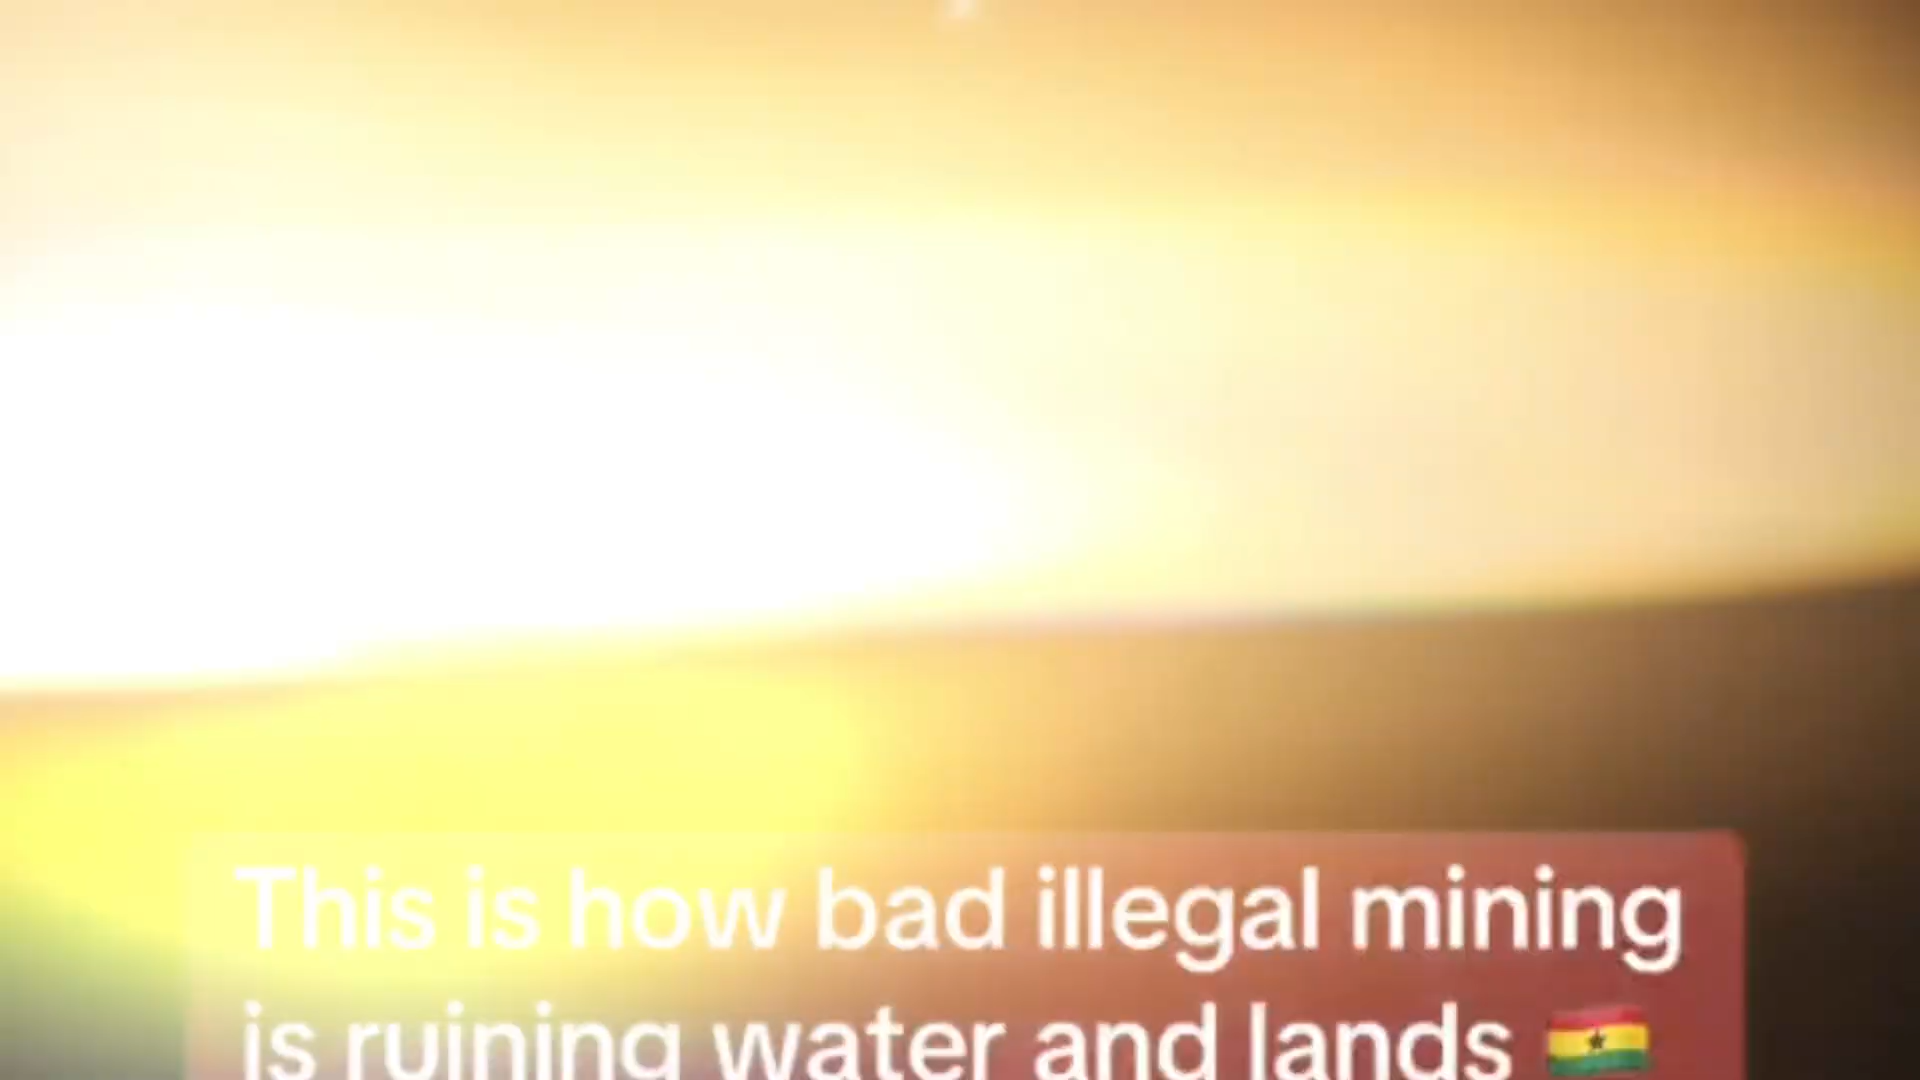 This is how bad illegal mining
is ruining water and lands 🇬🇭